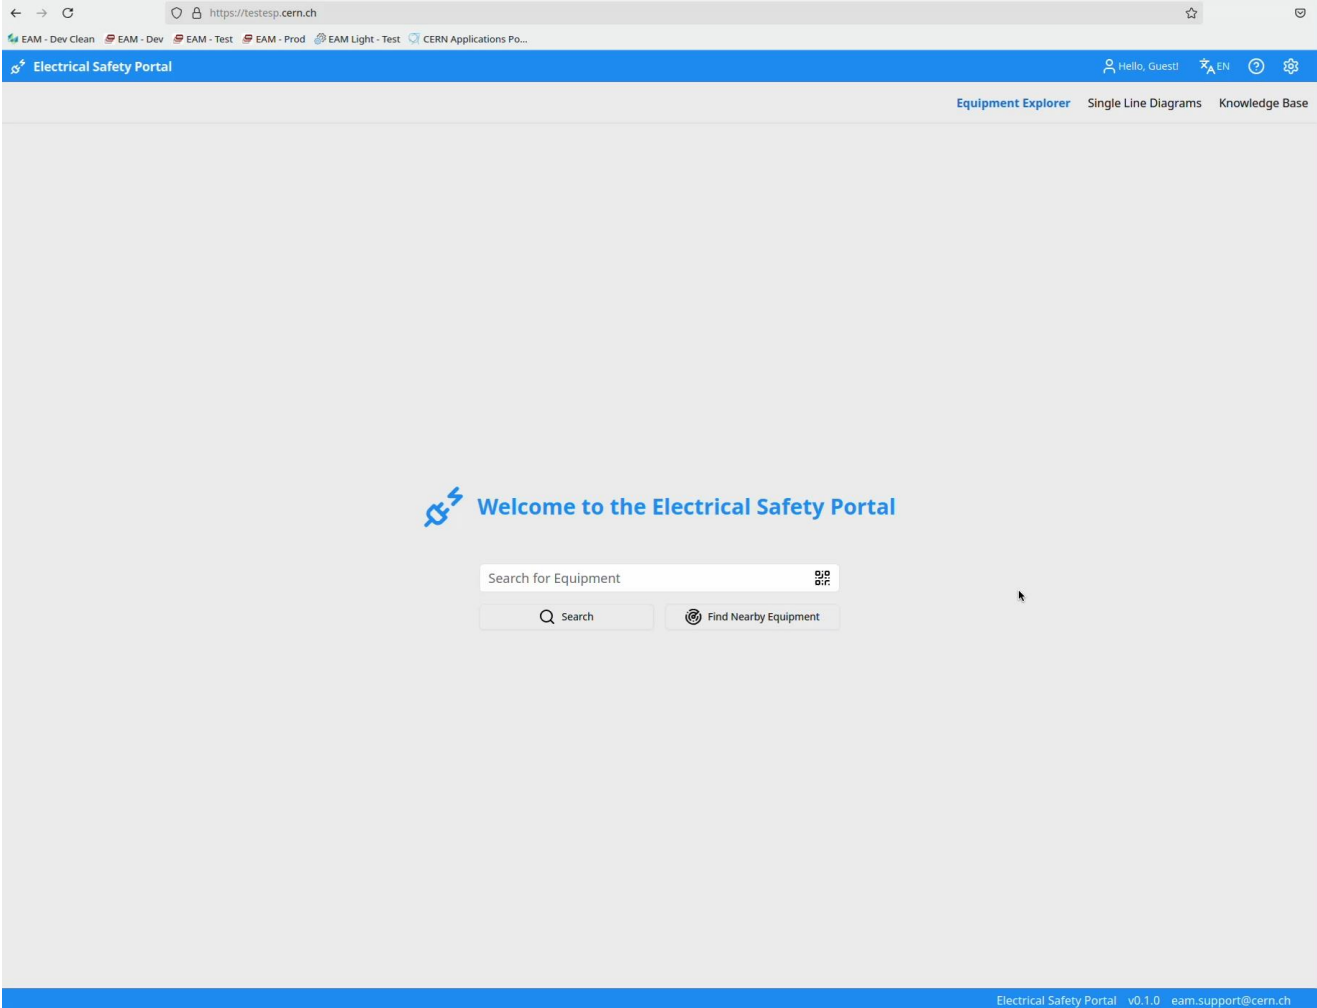 https://testesp.cern.ch
EAM - Dev Clean EAM - Dev EAM - Test EAM - Prod EAM Light - Test CERN Applications Po...
Electrical Safety Portal Hello, Guest! EN
Equipment Explorer Single Line Diagrams Knowledge Base
Welcome to the Electrical Safety Portal
Search for Equipment
Search Find Nearby Equipment
Electrical Safety Portal v0.1.0 eam.support@cern.ch